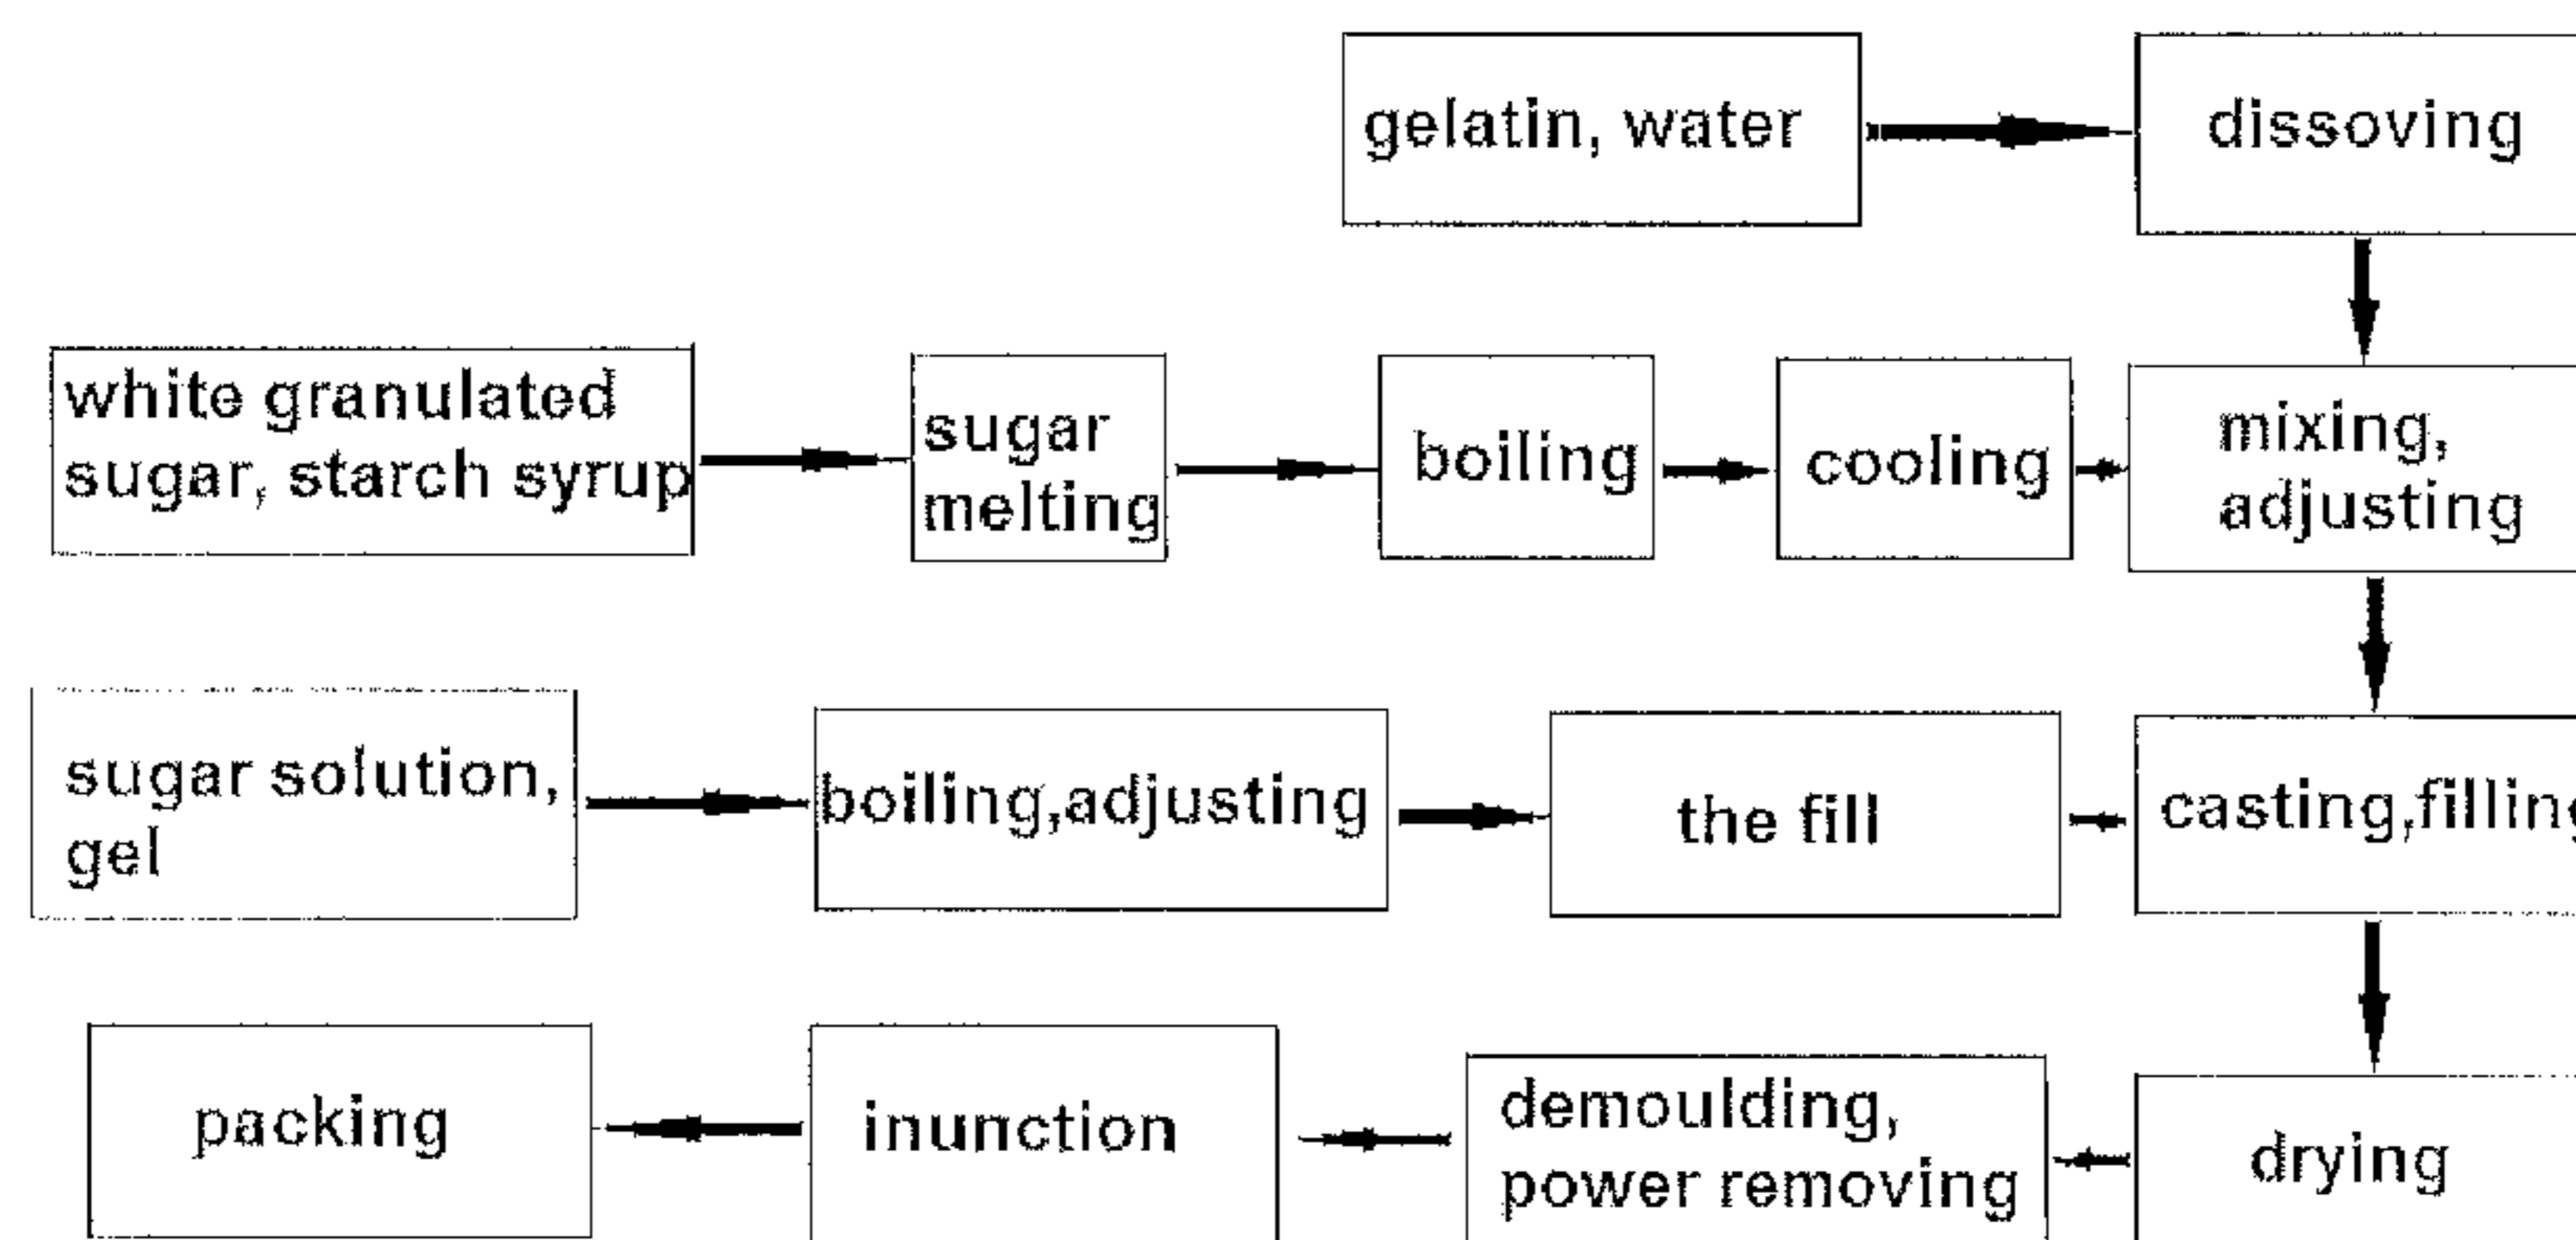 gelatin, water
dissoving
white granulated
sugar, starch syrup
sugar
melting
boiling
cooling
mixing,
adjusting
sugar solution,
gel
boiling,adjusting
the fill
casting,filling
packing
inunction
demoulding,
power removing
drying